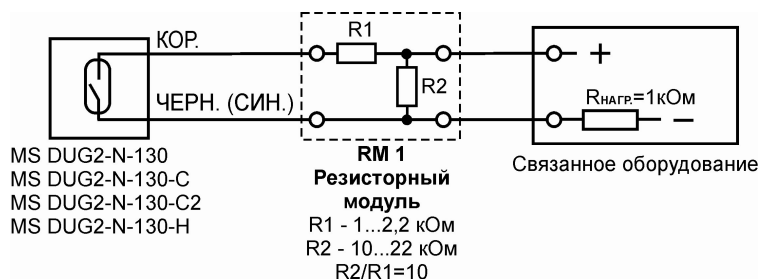 КОР.
ЧЕРН. (СИН.)
R1
R2
+
Rнагр.=1кОм
−
MS DUG2-N-130
MS DUG2-N-130-C
MS DUG2-N-130-C2
MS DUG2-N-130-H
RM 1
Резисторный
модуль
R1 - 1...2,2 кОм
R2 - 10...22 кОм
R2/R1=10
Связанное оборудование